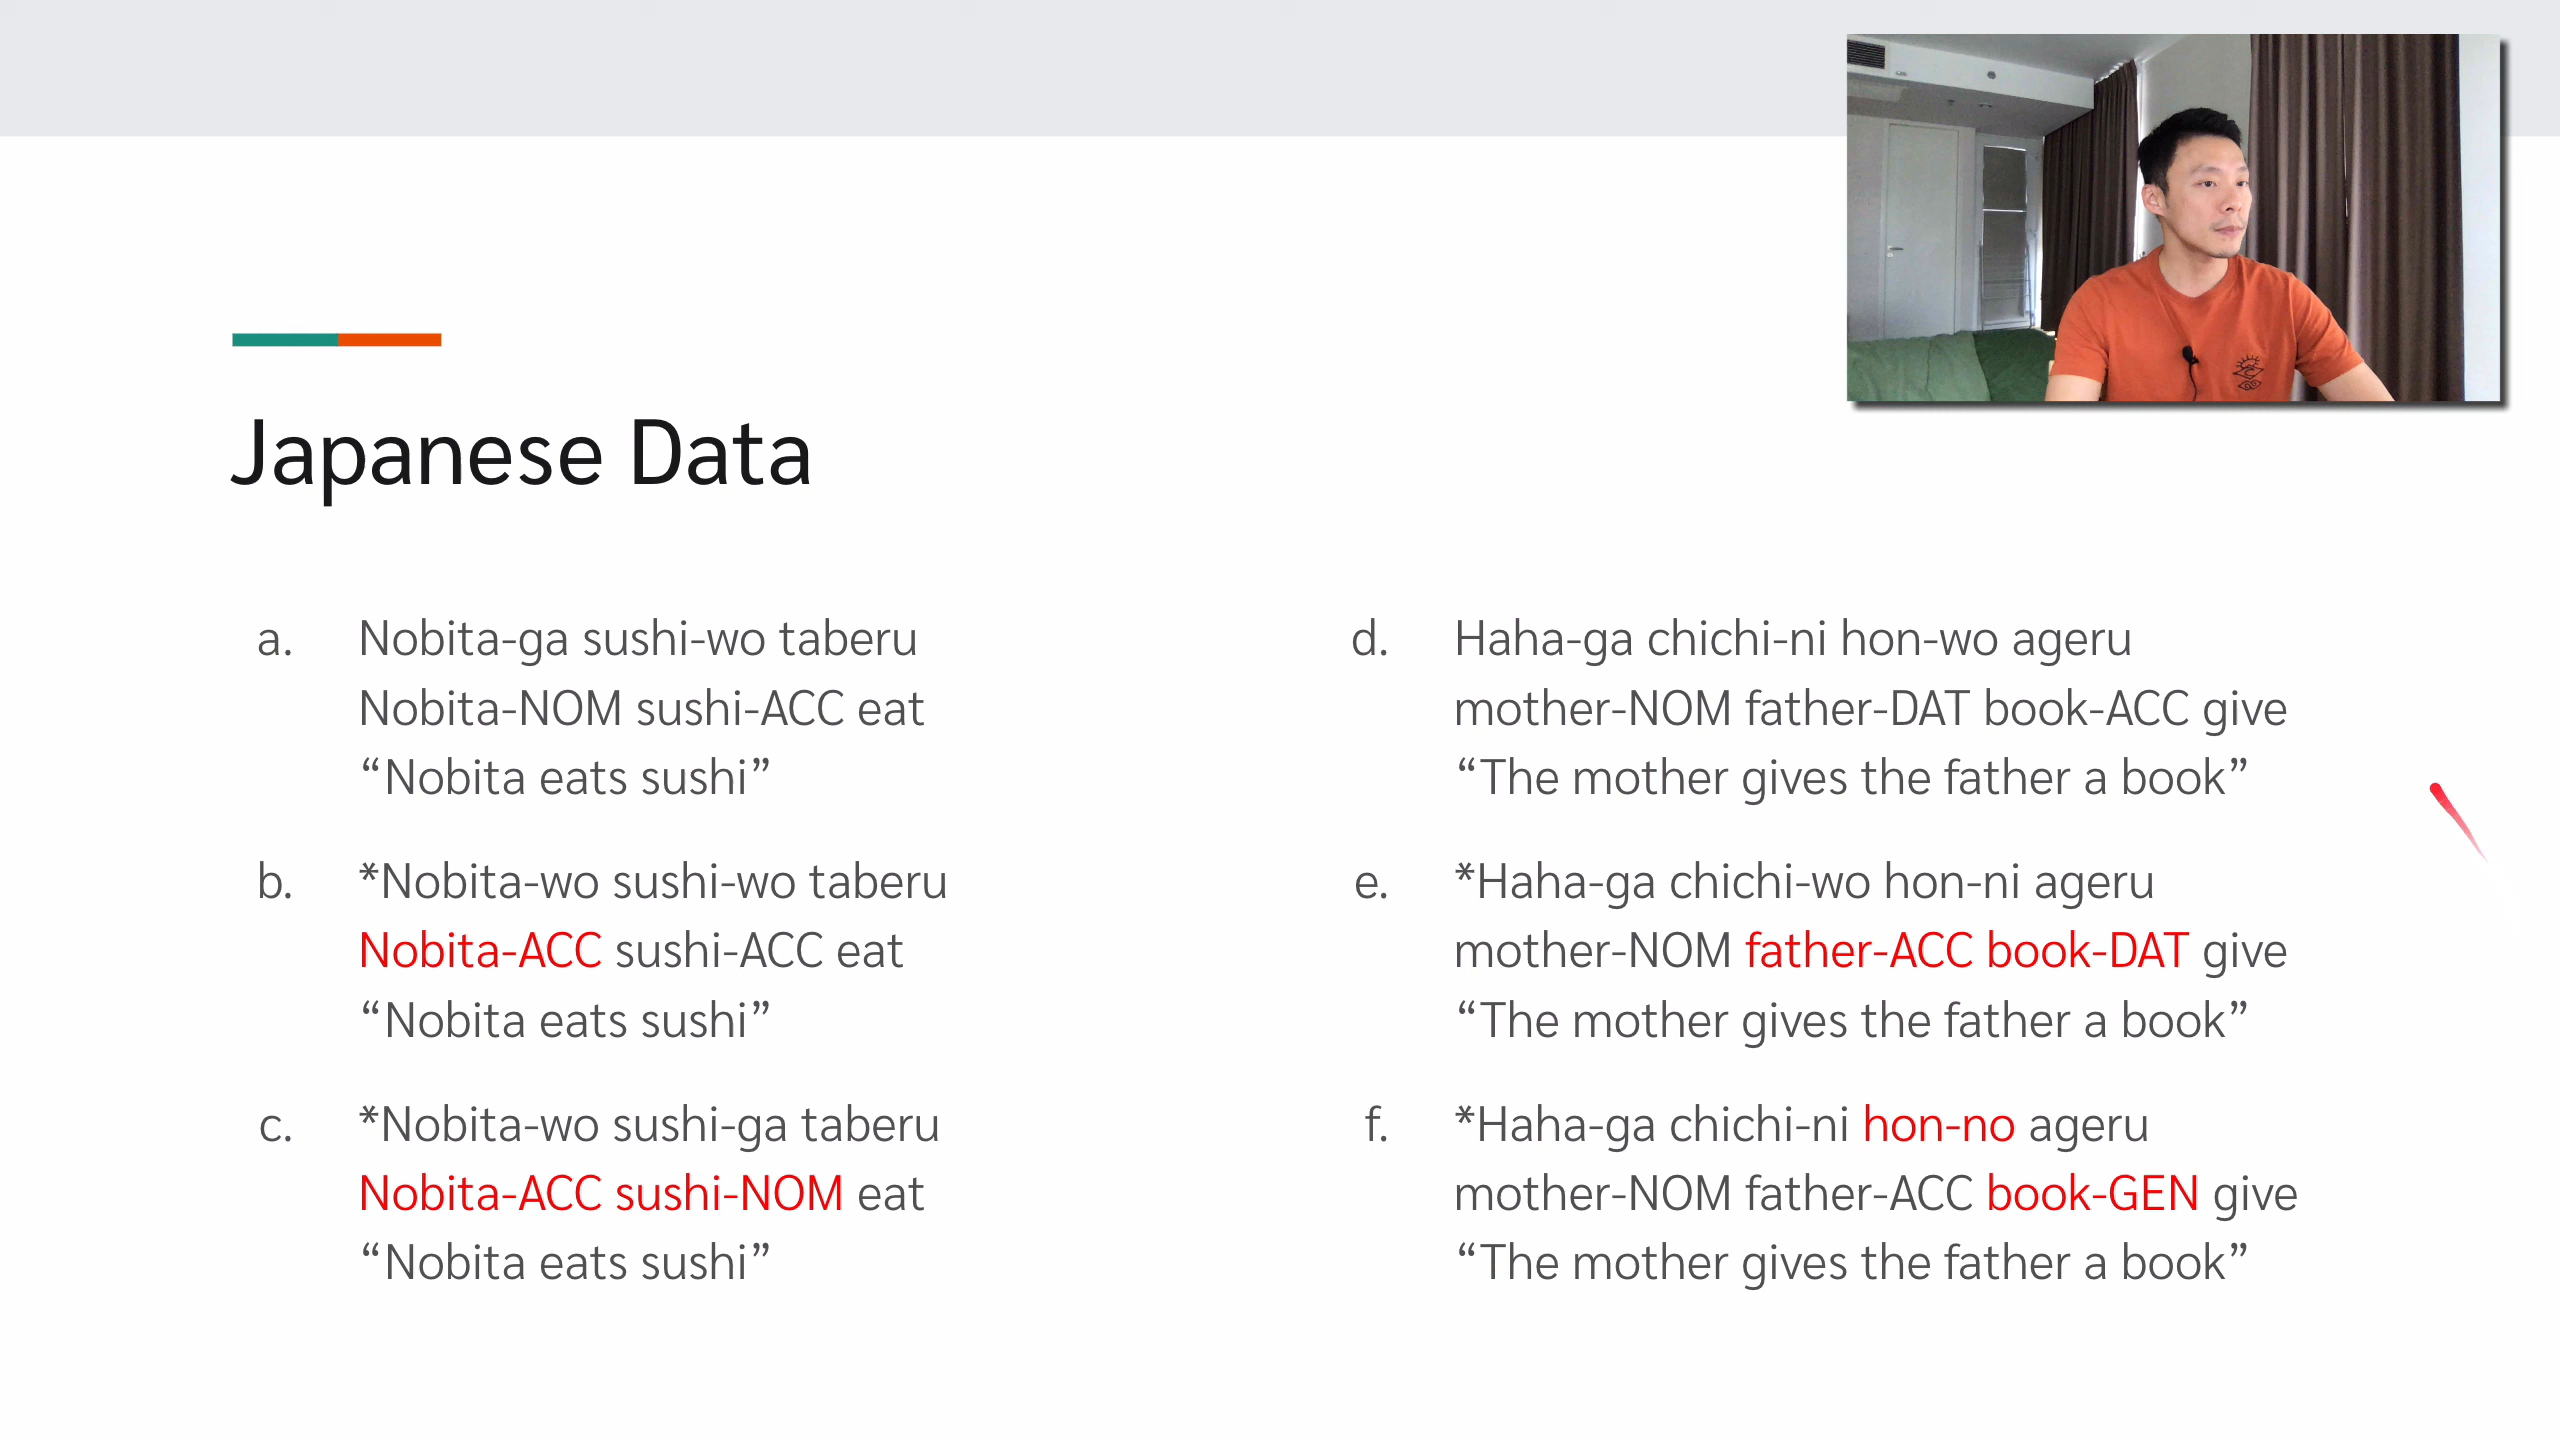 Japanese Data
a. Nobita-ga sushi-wo taberu
Nobita-NOM sushi-ACC eat
“Nobita eats sushi”
b. *Nobita-wo sushi-wo taberu
Nobita-ACC sushi-ACC eat
“Nobita eats sushi”
c. *Nobita-wo sushi-ga taberu
Nobita-ACC sushi-NOM eat
“Nobita eats sushi”
d. Haha-ga chichi-ni hon-wo ageru
mother-NOM father-DAT book-ACC give
“The mother gives the father a book”
e. *Haha-ga chichi-wo hon-ni ageru
mother-NOM father-ACC book-DAT give
“The mother gives the father a book”
f. *Haha-ga chichi-ni hon-no ageru
mother-NOM father-ACC book-GEN give
“The mother gives the father a book”